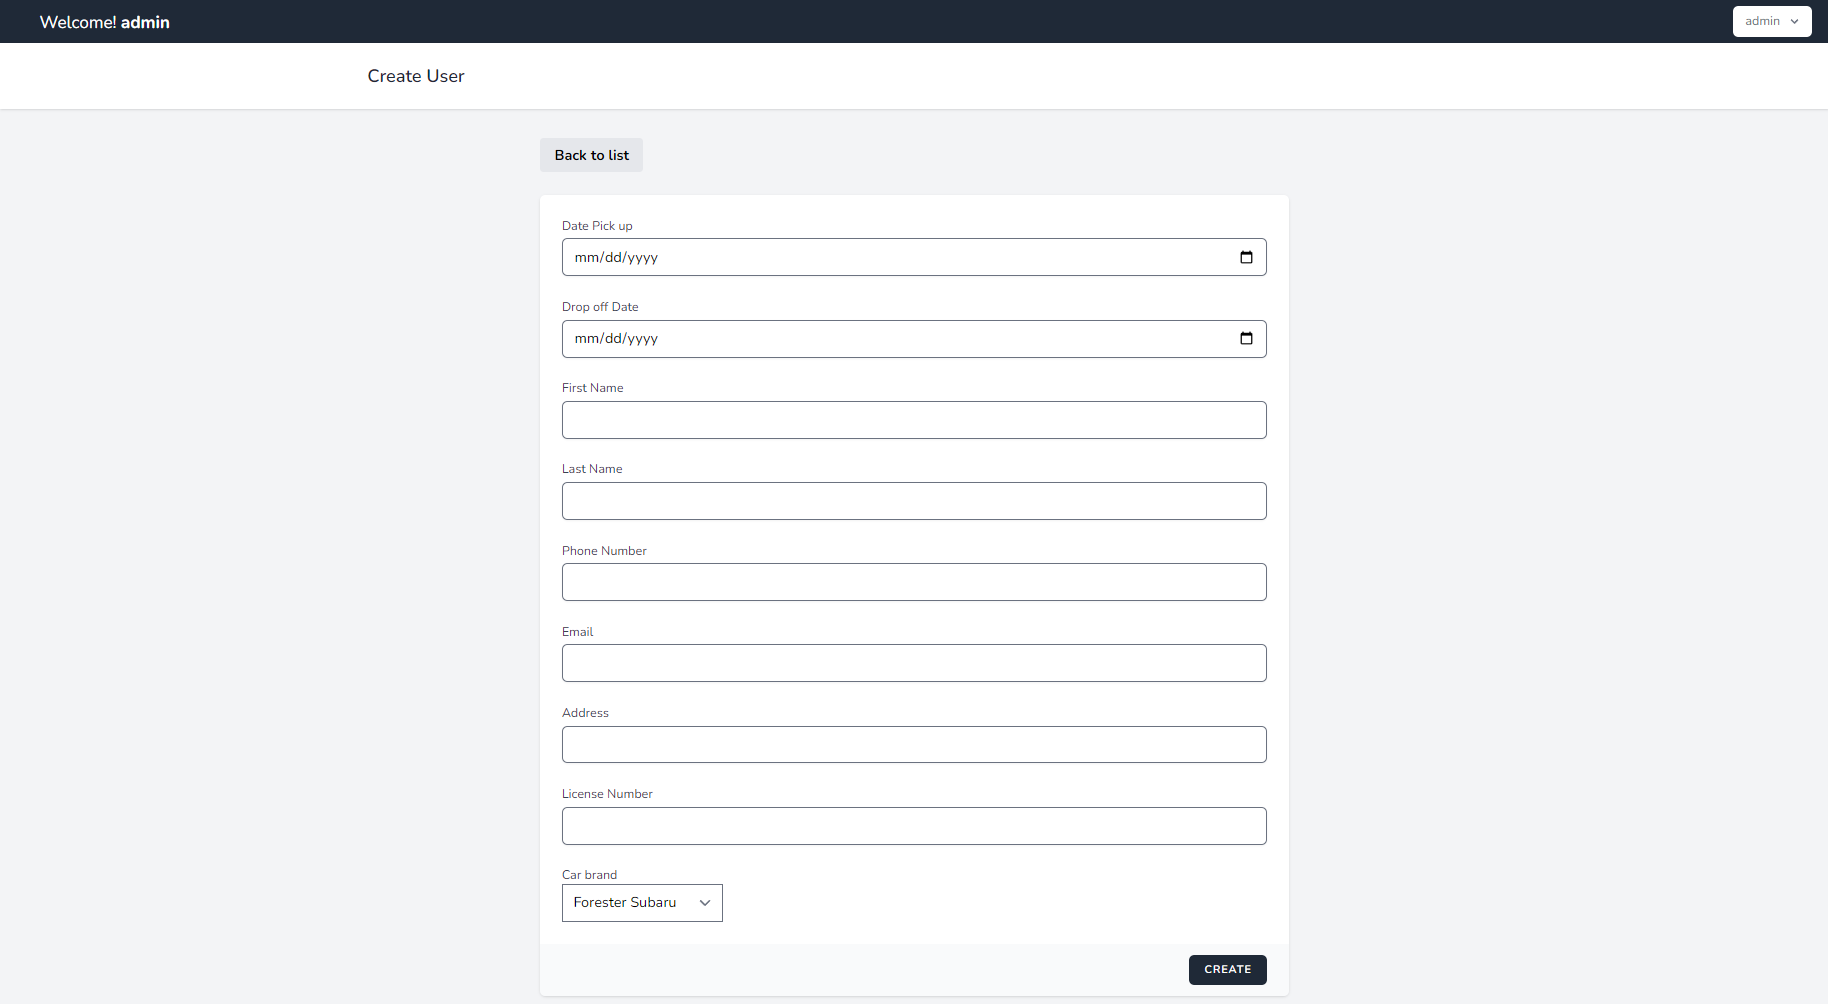 Welcome! admin
admin
Create User
Back to list
Date Pick up
mm/dd/yyyy
Drop off Date
mm/dd/yyyy
First Name
Last Name
Phone Number
Email
Address
License Number
Car brand
Forester Subaru
CREATE